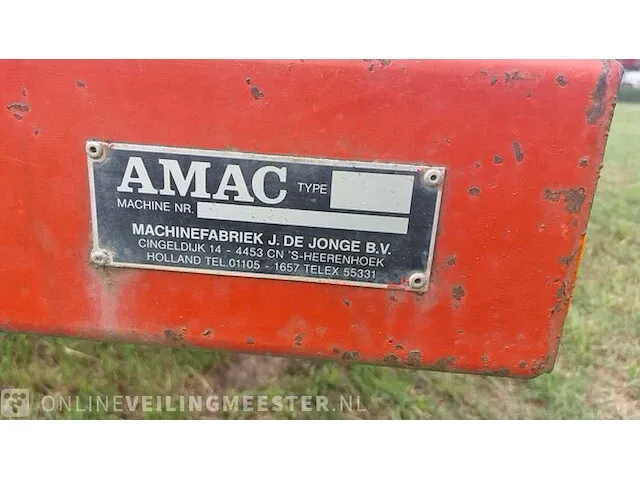 AMAC TYPE
MACHINE NR.
MACHINEFABRIEK J. DE JONGE B.V.
CINGELDIJK 14 - 4453 CN 'S-HEERENHOEK
HOLLAND TEL.01105 - 1657 TELEX 55331
ONLINEVEILINGMEESTER.NL